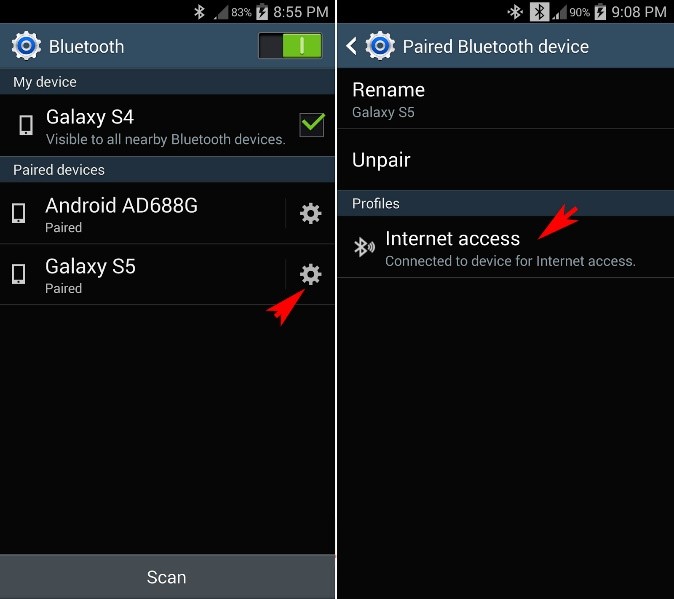 83% 8:55 PM
Bluetooth
My device
Galaxy S4
Visible to all nearby Bluetooth devices.
Paired devices
Android AD688G
Paired
Galaxy S5
Paired
Scan
90% 9:08 PM
Paired Bluetooth device
Rename
Galaxy S5
Unpair
Profiles
Internet access
Connected to device for Internet access.